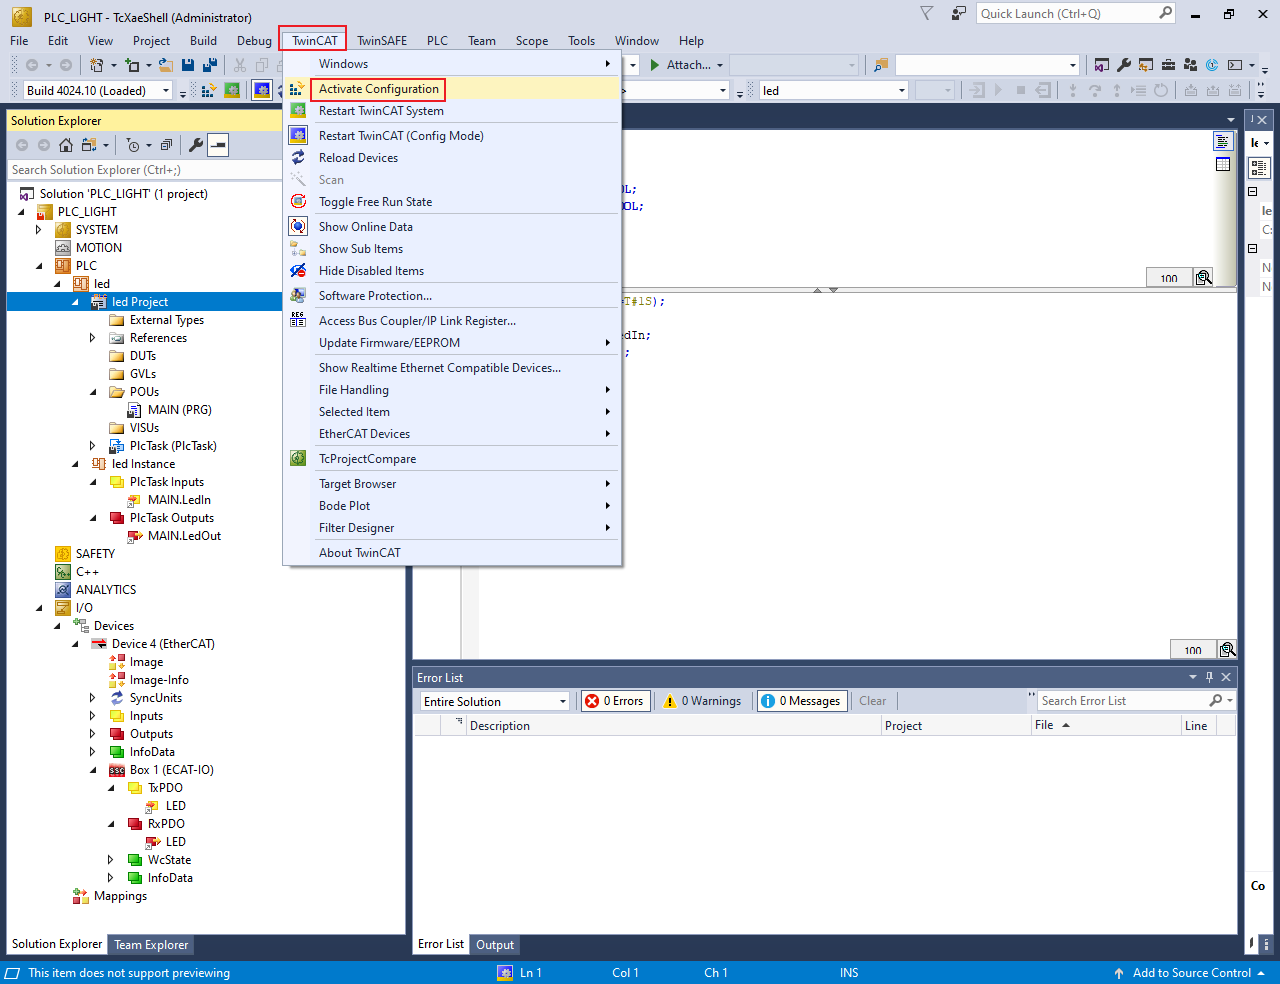 PLC_LIGHT - TcXaeShell (Administrator)
Quick Launch (Ctrl+Q)
File Edit View Project Build Debug TwinCAT TwinSAFE PLC Team Scope Tools Window Help
Attach...
Build 4024.10 (Loaded)
led
Windows
Activate Configuration
Restart TwinCAT System
Restart TwinCAT (Config Mode)
Reload Devices
Scan
Toggle Free Run State
Show Online Data
Show Sub Items
Hide Disabled Items
Software Protection...
Access Bus Coupler/IP Link Register...
Update Firmware/EEPROM
Show Realtime Ethernet Compatible Devices...
File Handling
Selected Item
EtherCAT Devices
TcProjectCompare
Target Browser
Bode Plot
Filter Designer
About TwinCAT
Solution Explorer
Search Solution Explorer (Ctrl+;)
Solution 'PLC_LIGHT' (1 project)
PLC_LIGHT
SYSTEM
MOTION
PLC
led
led Project
External Types
References
DUTs
GVLs
POUs
MAIN (PRG)
VISUs
PlcTask (PlcTask)
led Instance
PlcTask Inputs
MAIN.LedIn
PlcTask Outputs
MAIN.LedOut
SAFETY
C++
ANALYTICS
I/O
Devices
Device 4 (EtherCAT)
Image
Image-Info
SyncUnits
Inputs
Outputs
InfoData
Box 1 (ECAT-IO)
TxPDO
LED
RxPDO
LED
WcState
InfoData
Mappings
Solution Explorer Team Explorer
OL;
OOL;
100
=T#1S);
edIn;
;
100
le
le
C:
N
N
Co
Error List
Entire Solution 0 Errors 0 Warnings 0 Messages Clear Search Error List
Description Project File Line
Error List Output
This item does not support previewing Ln 1 Col 1 Ch 1 INS Add to Source Control